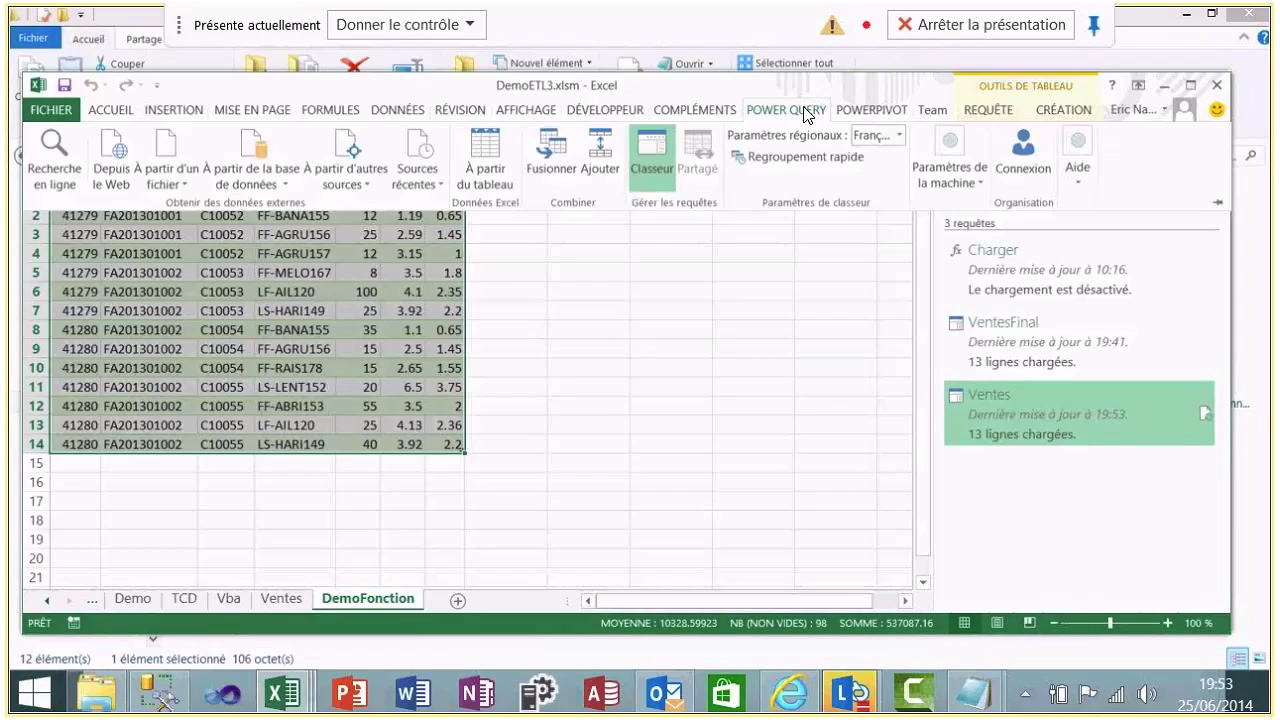 Présente actuellement Donner le contrôle Arrêter la présentation
Fichier Accueil Partage
Couper Nouvel élément Ouvrir Sélectionner tout
DemoETL3.xlsm - Excel OUTILS DE TABLEAU
FICHIER ACCUEIL INSERTION MISE EN PAGE FORMULES DONNÉES RÉVISION AFFICHAGE DÉVELOPPEUR COMPLÉMENTS POWER QUERY POWERPIVOT Team REQUÊTE CRÉATION Eric Na...
Recherche en ligne
Depuis le Web
À partir d'un fichier
À partir de la base de données
À partir d'autres sources
Sources récentes
À partir du tableau
Fusionner Ajouter
Classeur Partagé
Paramètres régionaux : Franç...
Regroupement rapide
Paramètres de la machine
Connexion
Aide
Obtenir des données externes Données Excel Combiner Gérer les requêtes Paramètres de classeur Organisation
2 41279 FA201301001 C10052 FF-BANA155 12 1.19 0.65
3 41279 FA201301001 C10052 FF-AGRU156 25 2.59 1.45
4 41279 FA201301001 C10052 FF-AGRU157 12 3.15 1
5 41279 FA201301002 C10053 FF-MELO167 8 3.5 1.8
6 41279 FA201301002 C10053 LF-AIL120 100 4.1 2.35
7 41279 FA201301002 C10053 LS-HARI149 25 3.92 2.2
8 41280 FA201301002 C10054 FF-BANA155 35 1.1 0.65
9 41280 FA201301002 C10054 FF-AGRU156 15 2.5 1.45
10 41280 FA201301002 C10054 FF-RAIS178 15 2.65 1.55
11 41280 FA201301002 C10055 LS-LENT152 20 6.5 3.75
12 41280 FA201301002 C10055 FF-ABRI153 55 3.5 2
13 41280 FA201301002 C10055 LF-AIL120 25 4.13 2.36
14 41280 FA201301002 C10055 LS-HARI149 40 3.92 2.2
15
16
17
18
19
20
21
3 requêtes
Charger
Dernière mise à jour à 10:16.
Le chargement est désactivé.
VentesFinal
Dernière mise à jour à 19:41.
13 lignes chargées.
Ventes
Dernière mise à jour à 19:53.
13 lignes chargées.
... Demo TCD Vba Ventes DemoFonction
PRÊT MOYENNE : 10328.59923 NB (NON VIDES) : 98 SOMME : 537087.16 100 %
12 élément(s) 1 élément sélectionné 106 octet(s)
19:53
25/06/2014